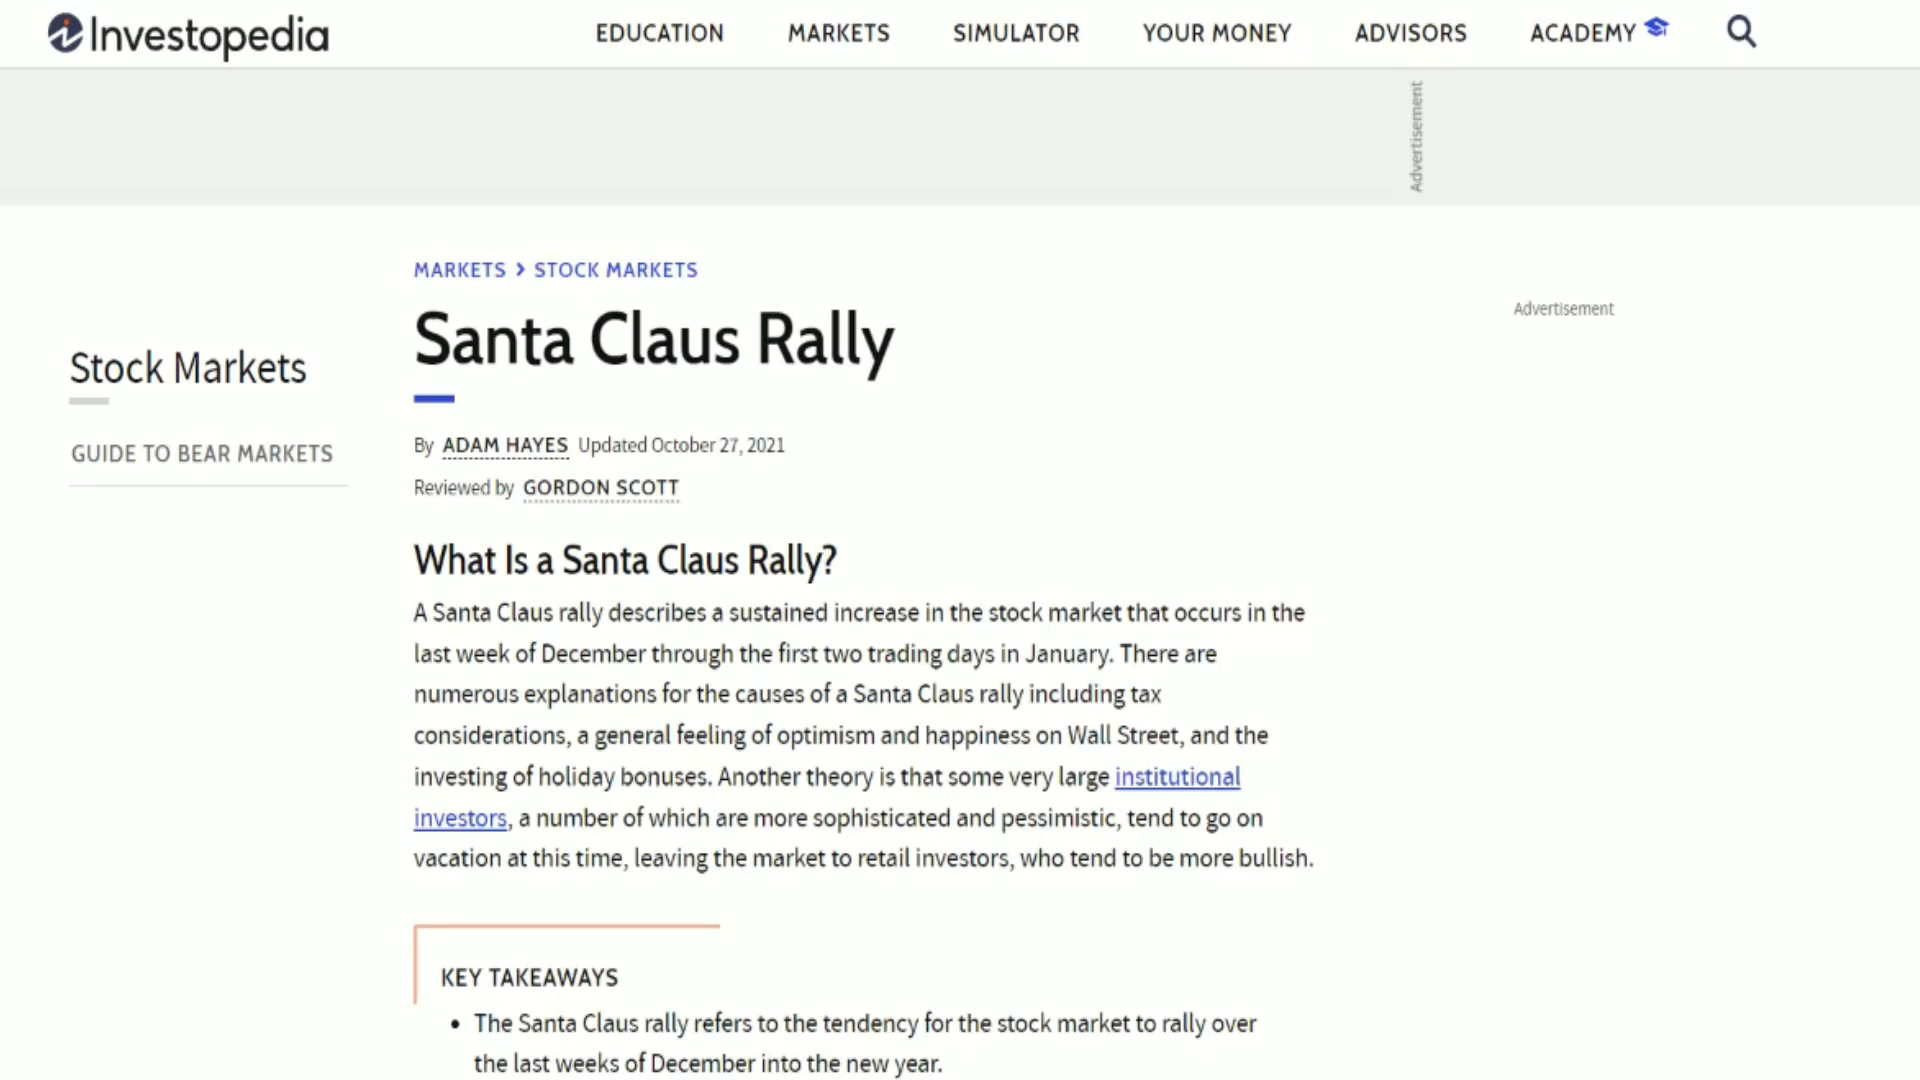 Investopedia
EDUCATION MARKETS SIMULATOR YOUR MONEY ADVISORS ACADEMY
Advertisement
MARKETS > STOCK MARKETS
Santa Claus Rally
Advertisement
Stock Markets
GUIDE TO BEAR MARKETS
By ADAM HAYES Updated October 27, 2021
Reviewed by GORDON SCOTT
What Is a Santa Claus Rally?
A Santa Claus rally describes a sustained increase in the stock market that occurs in the
last week of December through the first two trading days in January. There are
numerous explanations for the causes of a Santa Claus rally including tax
considerations, a general feeling of optimism and happiness on Wall Street, and the
investing of holiday bonuses. Another theory is that some very large institutional
investors, a number of which are more sophisticated and pessimistic, tend to go on
vacation at this time, leaving the market to retail investors, who tend to be more bullish.
KEY TAKEAWAYS
• The Santa Claus rally refers to the tendency for the stock market to rally over
the last weeks of December into the new year.